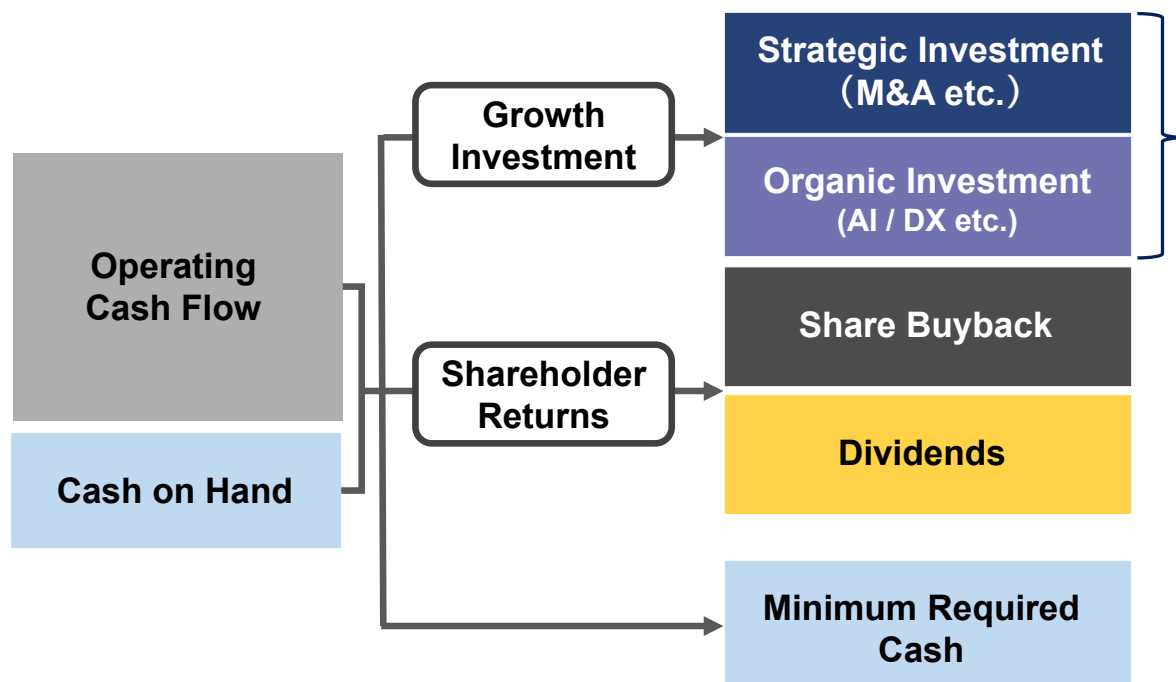 Operating
Cash Flow
Cash on Hand
Growth
Investment
Shareholder
Returns
Strategic Investment
（M&A etc.）
Organic Investment
(AI / DX etc.)
Share Buyback
Dividends
Minimum Required
Cash